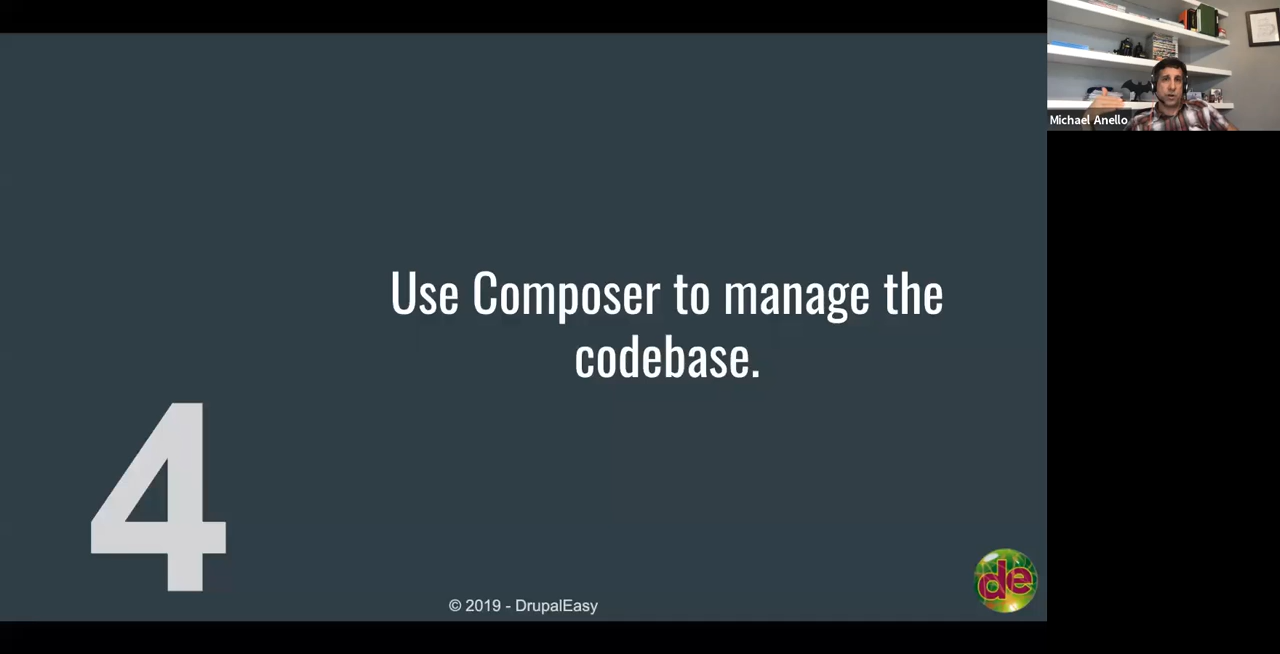 Michael Anello
Use Composer to manage the
codebase.
4
© 2019 - DrupalEasy
de